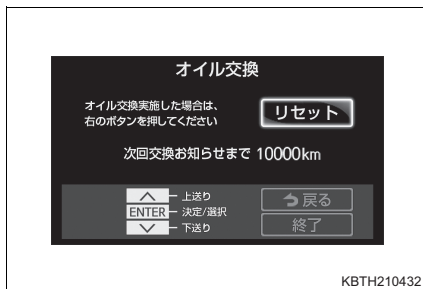 オイル交換
オイル交換実施した場合は、
右のボタンを押してください
リセット
次回交換お知らせまで 10000km
上送り
ENTER 決定/選択
下送り
戻る
終了
KBTH210432